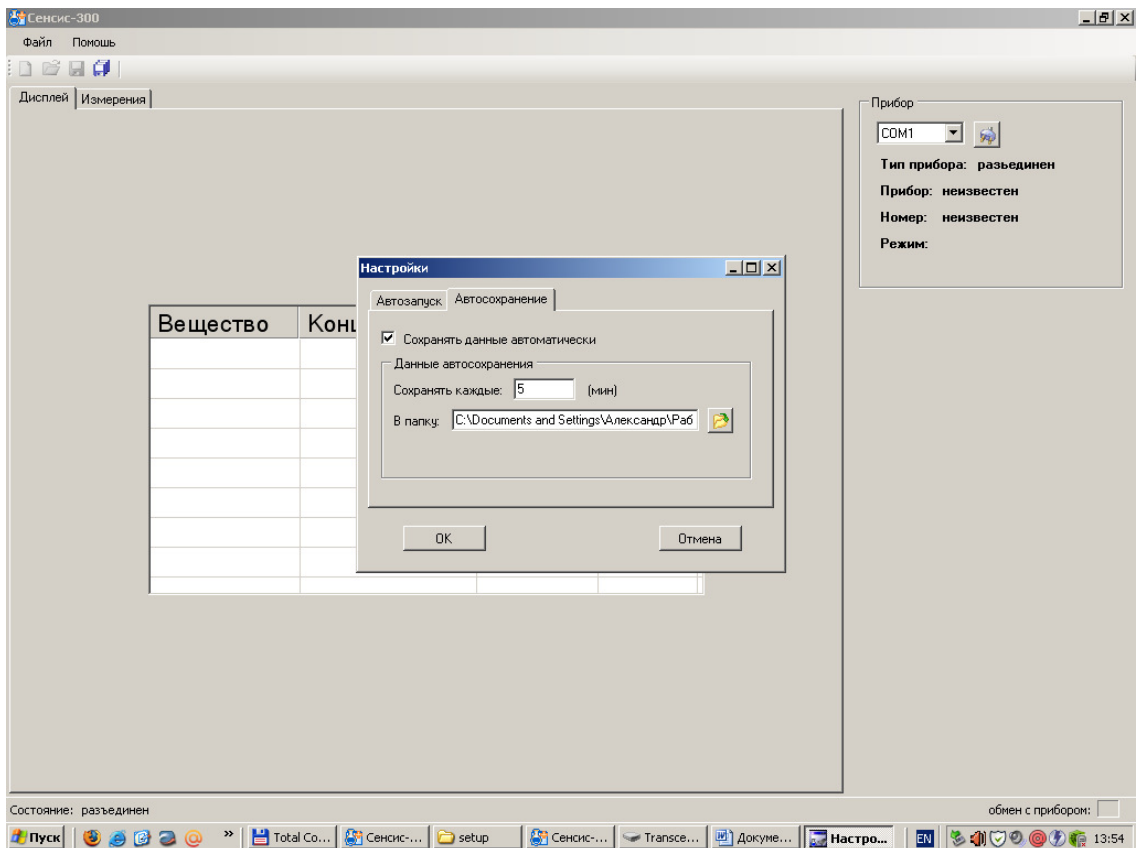 Сенсис-300
Файл Помошь
Дисплей Измерения
Прибор
COM1
Тип прибора: разьединен
Прибор: неизвестен
Номер: неизвестен
Режим:
Настройки
Автозапуск Автосохранение
Сохранять данные автоматически
Данные автосохранения
Сохранять каждые: 5 (мин)
В папку: C:\Documents and Settings\Александр\Раб
OK Отмена
Вещество Конц
Состояние: разъединен
обмен с прибором:
Пуск » Total Co... Сенсис-... setup Сенсис-... Transce... Докуме... Настро... EN 13:54